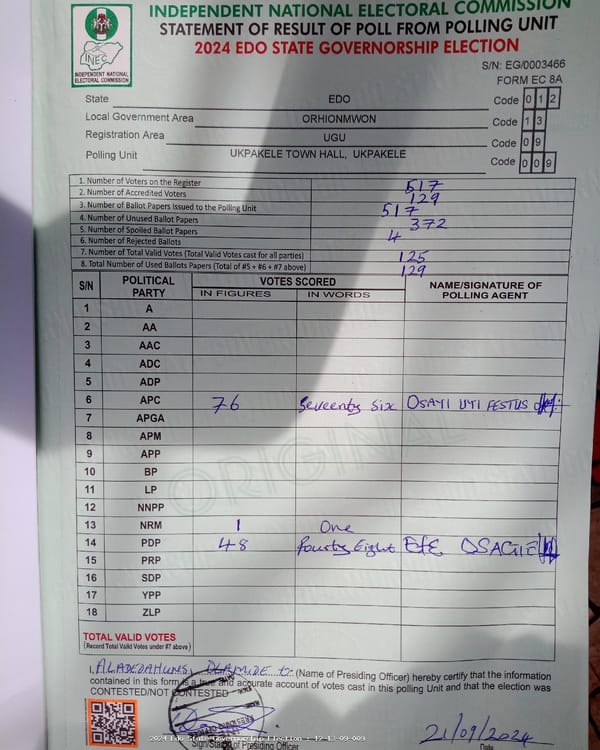 INDEPENDENT NATIONAL ELECTORAL COMMISSION
STATEMENT OF RESULT OF POLL FROM POLLING UNIT
2024 EDO STATE GOVERNORSHIP ELECTION
INEC
INDEPENDENT NATIONAL
ELECTORAL COMMISSION
S/N: EG/0003466
FORM EC 8A
State EDO Code 0 1 2
Local Government Area ORHIONMWON Code 1 3
Registration Area UGU Code 0 9
Polling Unit UKPAKELE TOWN HALL, UKPAKELE Code 0 0 9
1. Number of Voters on the Register 517
2. Number of Accredited Voters 129
3. Number of Ballot Papers Issued to the Polling Unit 517
4. Number of Unused Ballot Papers 372
5. Number of Spoiled Ballot Papers
6. Number of Rejected Ballots 4
7. Number of Total Valid Votes (Total Valid Votes cast for all parties) 125
8. Total Number of Used Ballots Papers (Total of #5 + #6 + #7 above) 129
S/N POLITICAL PARTY VOTES SCORED NAME/SIGNATURE OF POLLING AGENT
IN FIGURES IN WORDS
1 A
2 AA
3 AAC
4 ADC
5 ADP
6 APC 76 Seventy Six OSAYI UYI FESTUS
7 APGA
8 APM
9 APP
10 BP
11 LP
12 NNPP
13 NRM 1 One
14 PDP 48 fourty Eight EfE OSAGIE
15 PRP
16 SDP
17 YPP
18 ZLP
ORIGINAL
TOTAL VALID VOTES
(Record Total Valid Votes under #7 above)
I, (Name of Presiding Officer) hereby certify that the information
contained in this form is a true and accurate account of votes cast in this polling Unit and that the election was
CONTESTED/NOT CONTESTED
21/09/2024
2024 Edo State Governorship Election - 12-13-09-009
Sign/Stamp of Presiding Officer Date